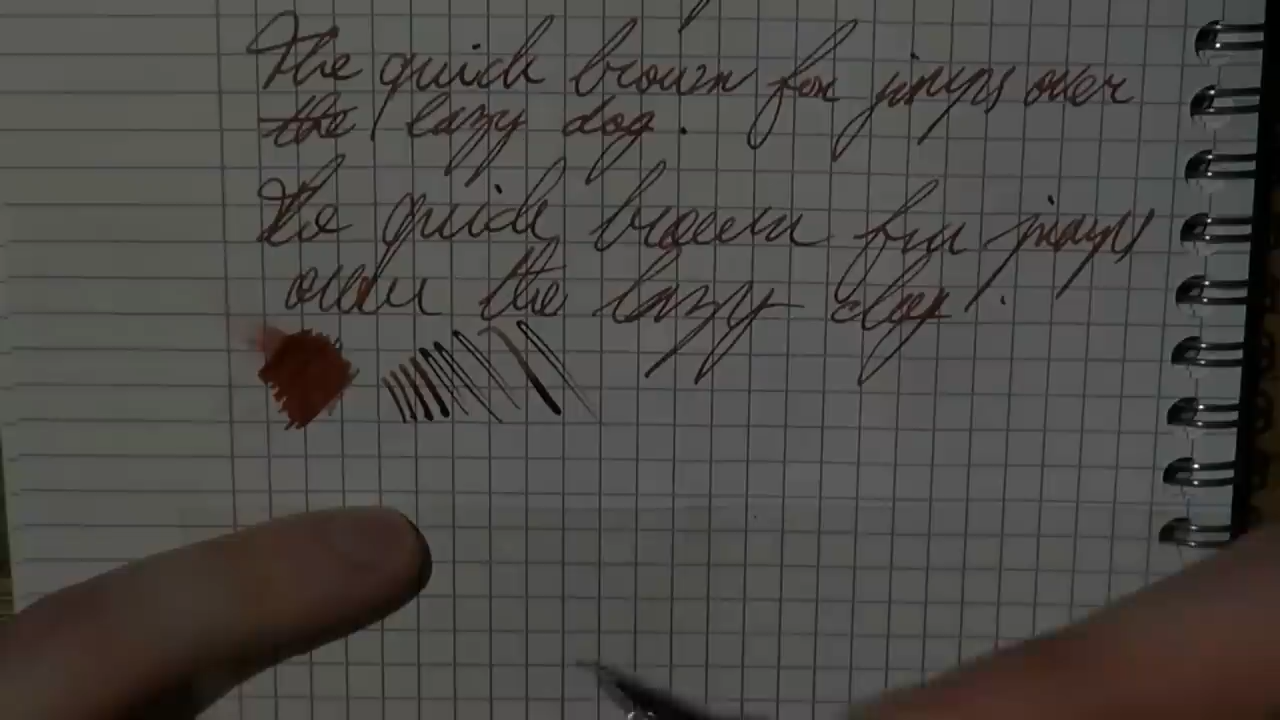 The quick brown fox jumps over
the lazy dog.
The quick brown fox jumps
over the lazy dog.